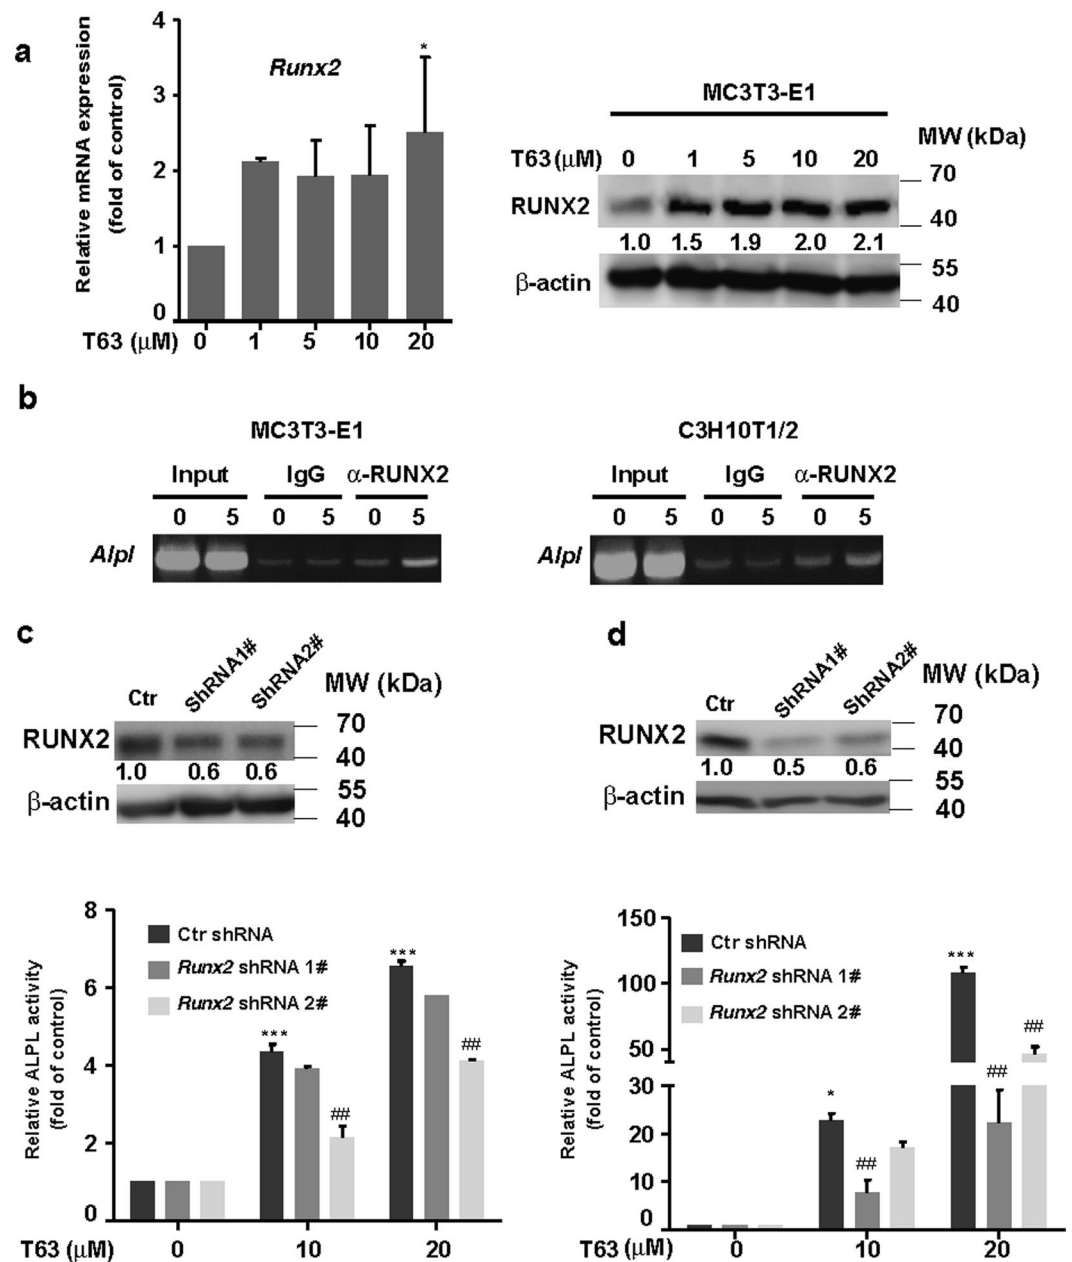 a
Relative mRNA expression
(fold of control)
4
3
2
1
0
Runx2
*
T63 (μM) 0 1 5 10 20
MC3T3-E1
MW (kDa)
T63 (μM) 0 1 5 10 20
70
RUNX2
40
1.0 1.5 1.9 2.0 2.1
55
β-actin
40
b
MC3T3-E1
Input IgG α-RUNX2
0 5 0 5 0 5
Alpl
C3H10T1/2
Input IgG α-RUNX2
0 5 0 5 0 5
Alpl
c
Ctr ShRNA1# ShRNA2# MW (kDa)
70
RUNX2
40
1.0 0.6 0.6
55
β-actin
40
Relative ALPL activity
(fold of control)
8
6
4
2
0
Ctr shRNA
Runx2 shRNA 1#
Runx2 shRNA 2#
*** ## *** ##
T63 (μM) 0 10 20
d
Ctr ShRNA1# ShRNA2# MW (kDa)
70
RUNX2
40
1.0 0.5 0.6
55
β-actin
40
Relative ALPL activity
(fold of control)
150
100
50
30
20
10
0
Ctr shRNA
Runx2 shRNA 1#
Runx2 shRNA 2#
* ## *** ## ##
T63 (μM) 0 10 20